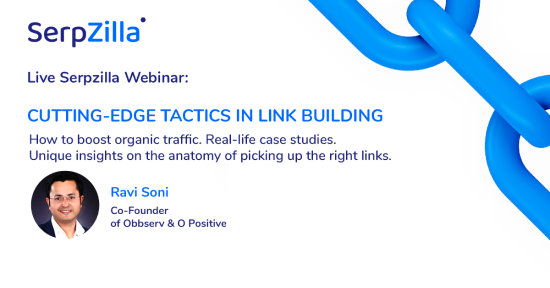 SerpZilla
Live Serpzilla Webinar:
CUTTING-EDGE TACTICS IN LINK BUILDING
How to boost organic traffic. Real-life case studies.
Unique insights on the anatomy of picking up the right links.
Ravi Soni
Co-Founder
of Obbserv & O Positive